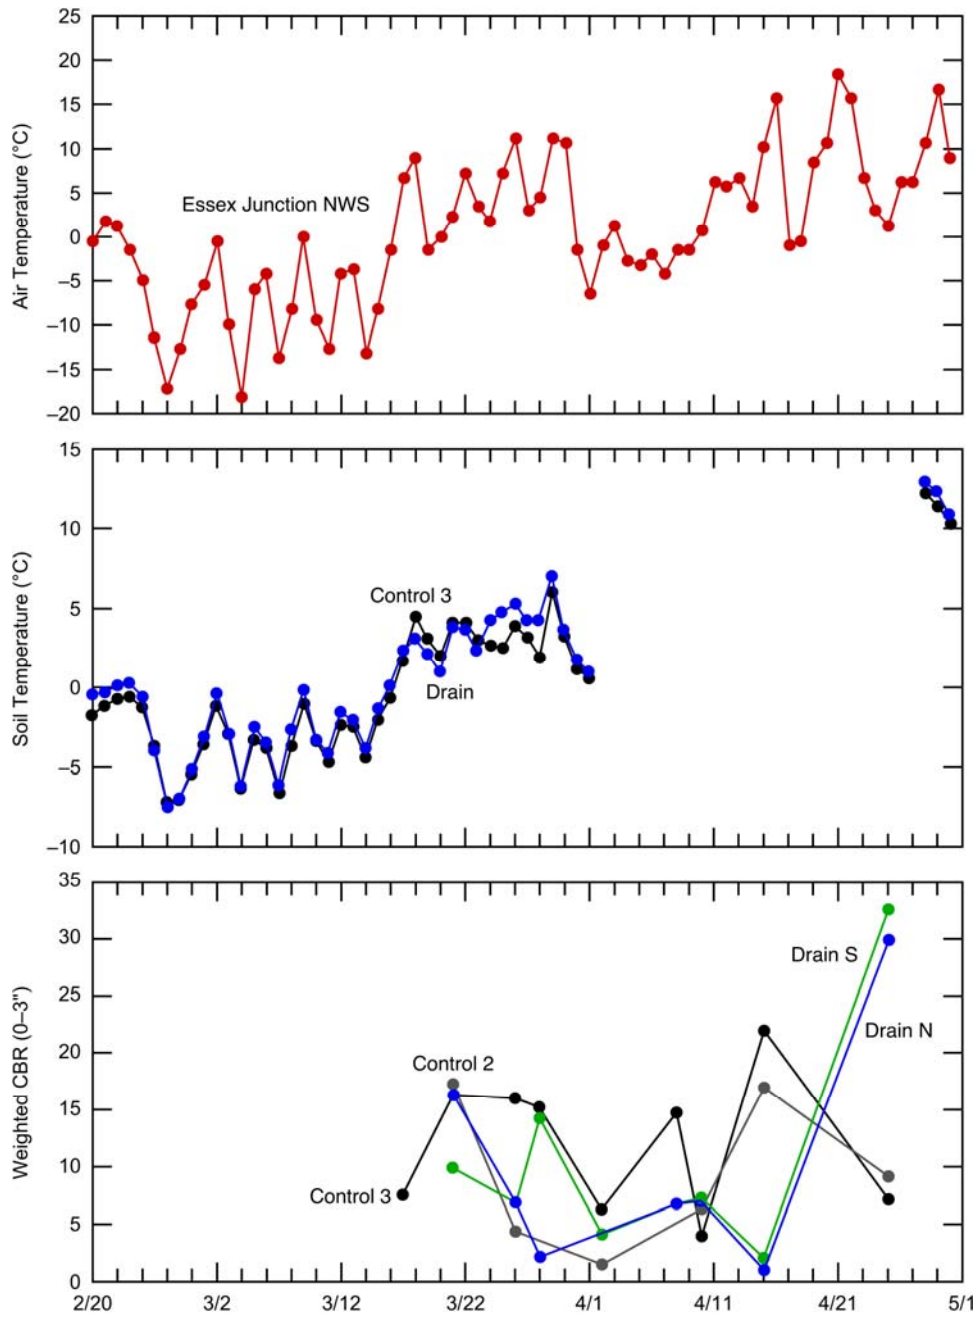 25
20
15
10
5
0
–5
–10
–15
–20
Air Temperature (°C)
Essex Junction NWS
15
10
5
0
–5
–10
Soil Temperature (°C)
Control 3
Drain
35
30
25
20
15
10
5
0
Weighted CBR (0–3")
Drain S
Drain N
Control 2
Control 3
2/20 3/2 3/12 3/22 4/1 4/11 4/21 5/1